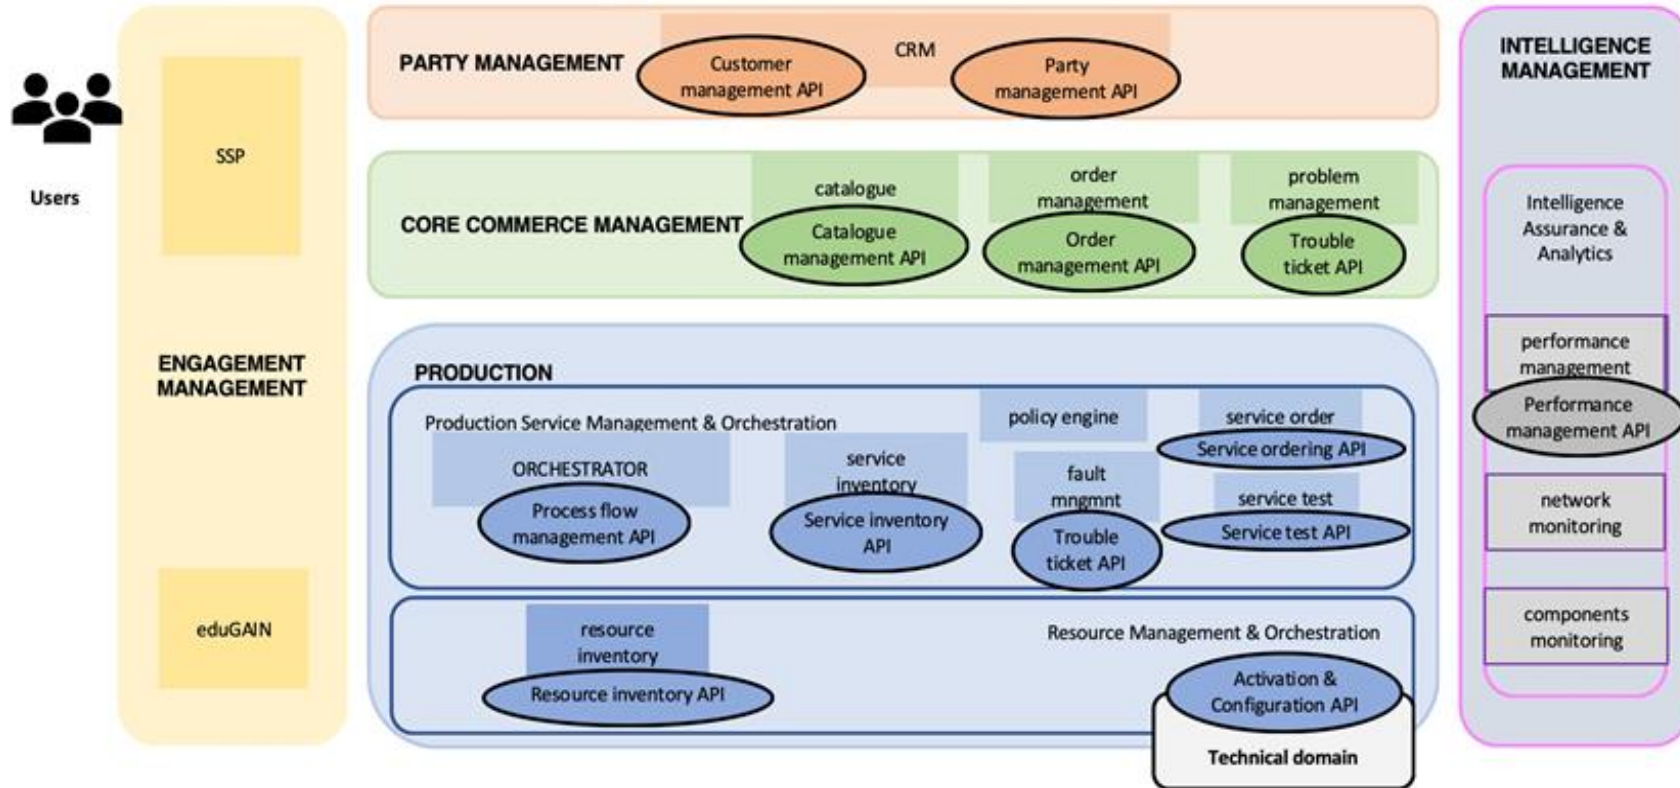 Users
SSP
ENGAGEMENT
MANAGEMENT
eduGAIN
PARTY MANAGEMENT
CRM
Customer
management API
Party
management API
CORE COMMERCE MANAGEMENT
catalogue
Catalogue
management API
order
management
Order
management API
problem
management
Trouble
ticket API
PRODUCTION
Production Service Management & Orchestration
ORCHESTRATOR
Process flow
management API
service
inventory
Service inventory
API
policy engine
fault
mngmnt
Trouble
ticket API
service order
Service ordering API
service test
Service test API
resource
inventory
Resource inventory API
Resource Management & Orchestration
Activation &
Configuration API
Technical domain
INTELLIGENCE
MANAGEMENT
Intelligence
Assurance &
Analytics
performance
management
Performance
management API
network
monitoring
components
monitoring